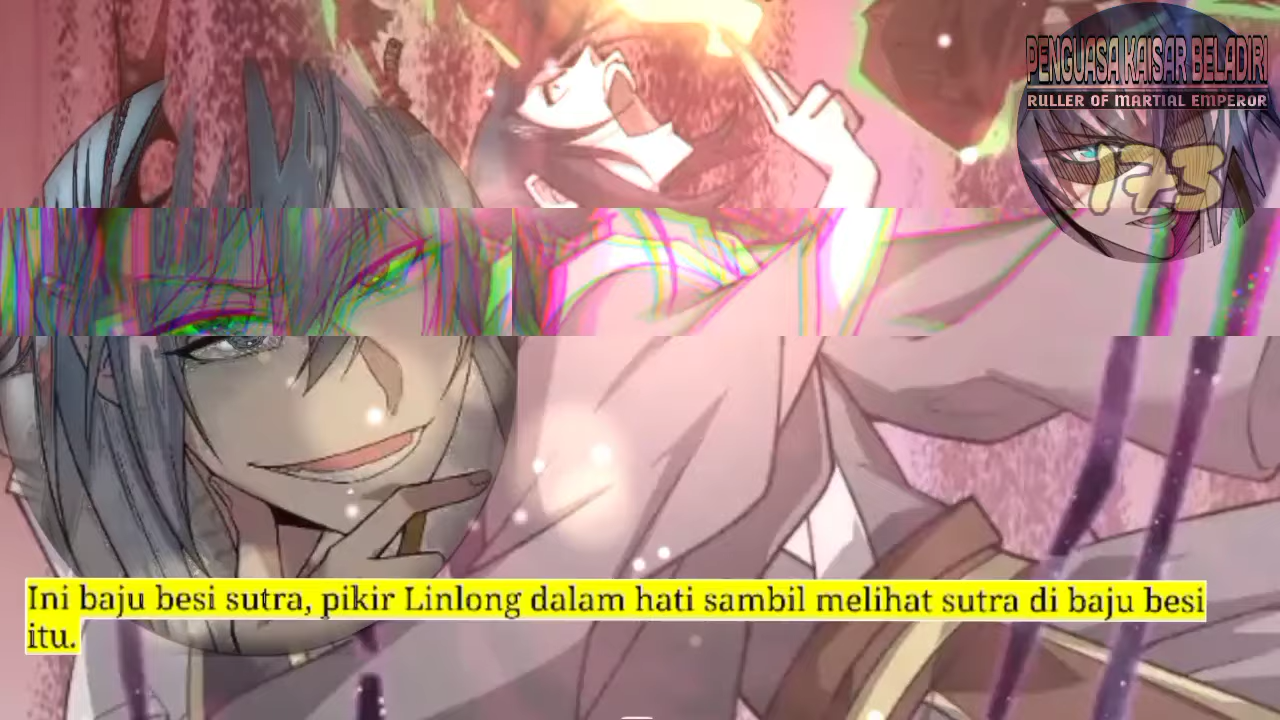 PENGUASA KAISAR BELADIRI
RULLER OF MARTIAL EMPEROR
173
Ini baju besi sutra, pikir Linlong dalam hati sambil melihat sutra di baju besi
itu.